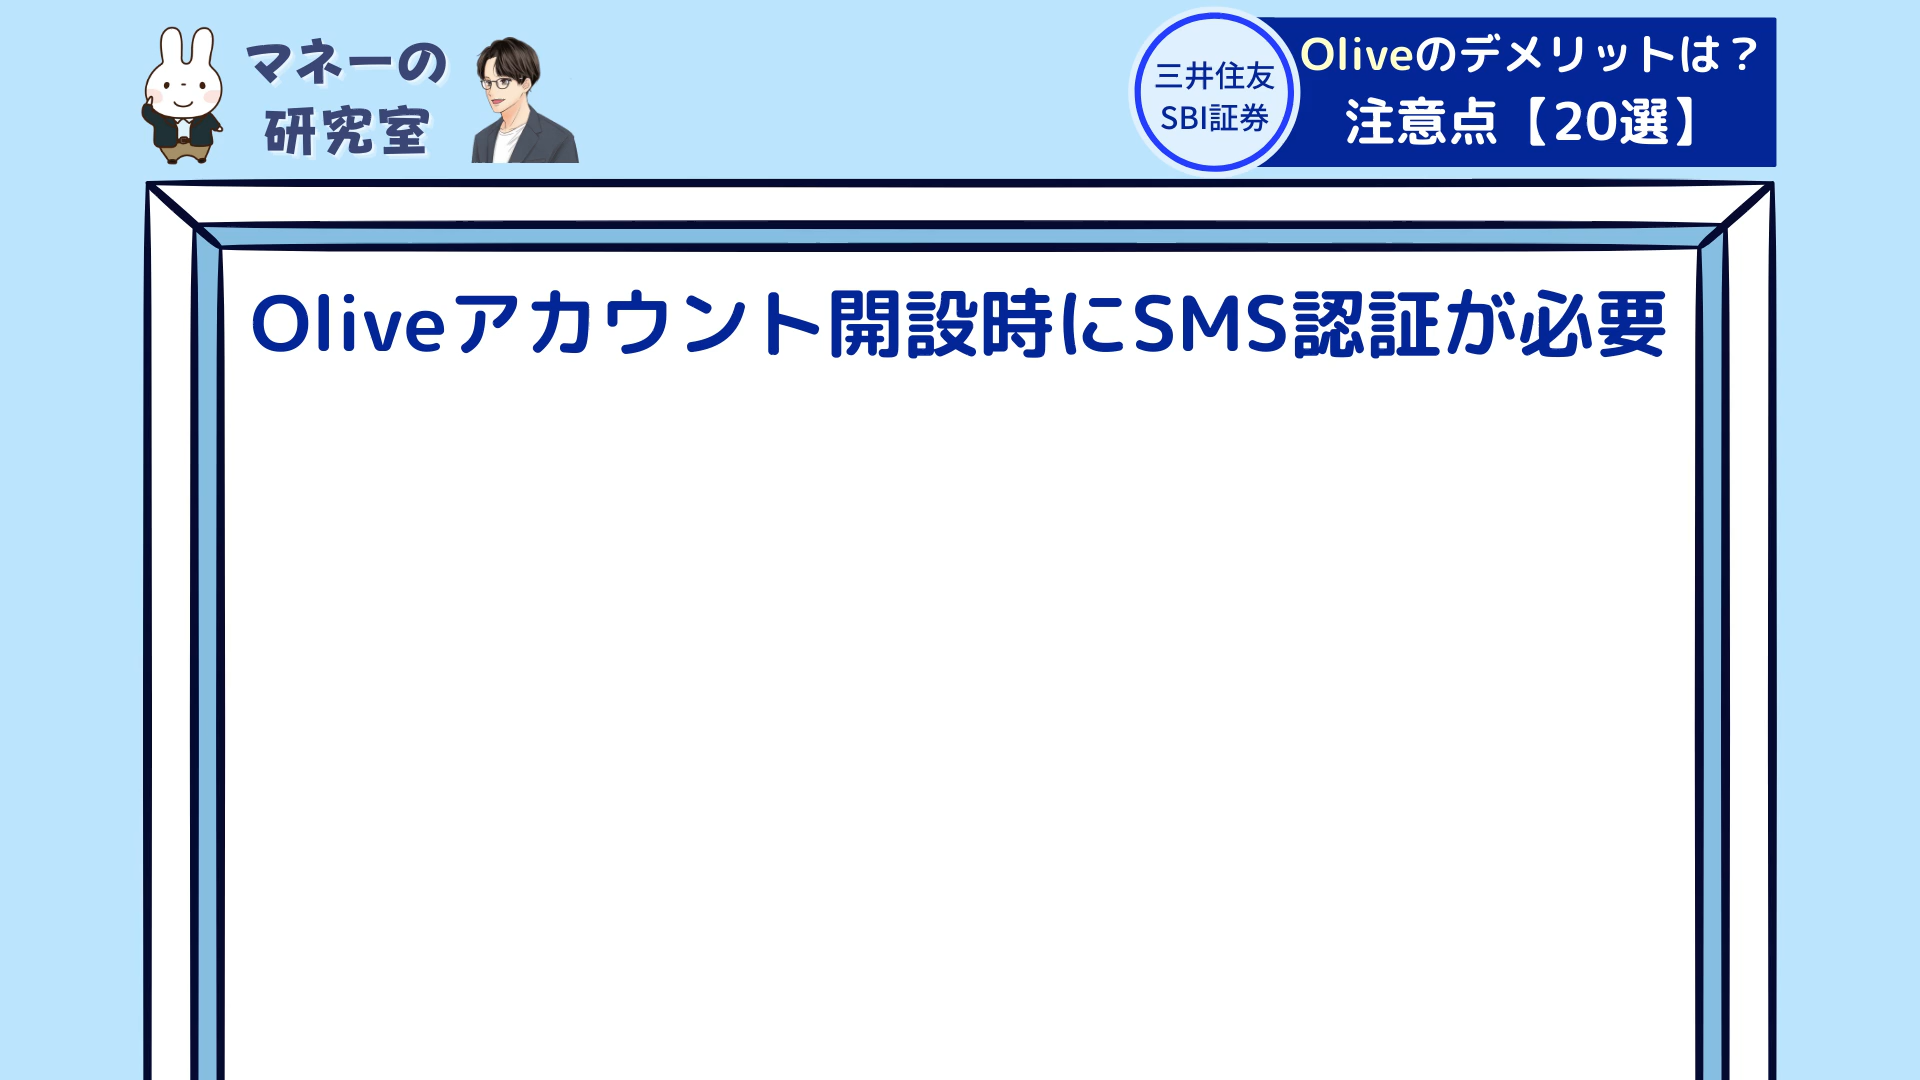 マネーの
研究室
三井住友
SBI証券
Oliveのデメリットは？
注意点【20選】
Oliveアカウント開設時にSMS認証が必要